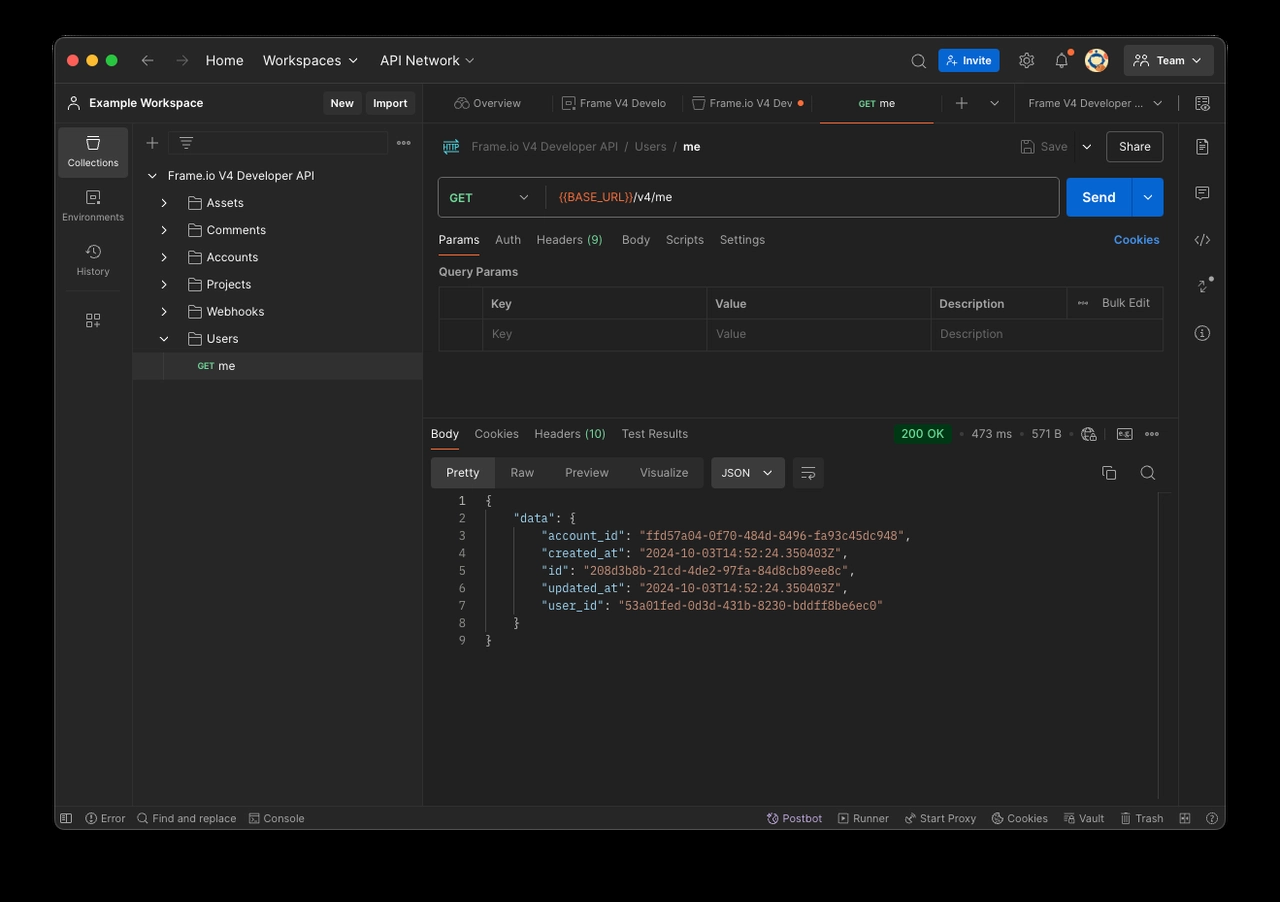 Home Workspaces API Network Invite Team
Example Workspace New Import
Overview Frame V4 Develo Frame.io V4 Dev GET me Frame V4 Developer ...
Collections
Environments
History
Frame.io V4 Developer API
Assets
Comments
Accounts
Projects
Webhooks
Users
GET me
HTTP Frame.io V4 Developer API / Users / me Save Share
GET {{BASE_URL}}/v4/me Send
Params Auth Headers (9) Body Scripts Settings Cookies
Query Params
Key Value Description Bulk Edit
Key Value Description
Body Cookies Headers (10) Test Results 200 OK 473 ms 571 B e.g.
Pretty Raw Preview Visualize JSON
1 {
2 "data": {
3 "account_id": "ffd57a04-0f70-484d-8496-fa93c45dc948",
4 "created_at": "2024-10-03T14:52:24.350403Z",
5 "id": "208d3b8b-21cd-4de2-97fa-84d8cb89ee8c",
6 "updated_at": "2024-10-03T14:52:24.350403Z",
7 "user_id": "53a01fed-0d3d-431b-8230-bddff8be6ec0"
8 }
9 }
Error Find and replace Console Postbot Runner Start Proxy Cookies Vault Trash